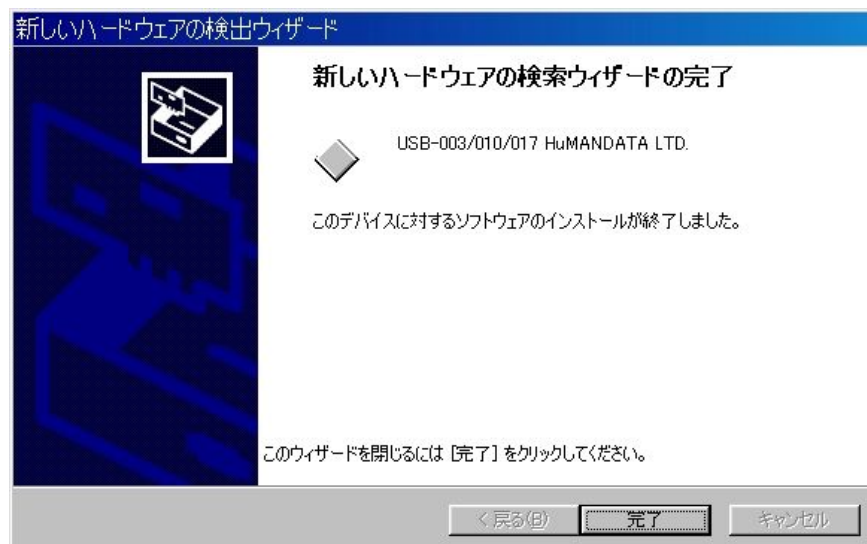 新しいハードウェアの検出ウィザード
新しいハードウェアの検索ウィザードの完了
USB-003/010/017 HuMANDATA LTD.
このデバイスに対するソフトウェアのインストールが終了しました。
このウィザードを閉じるには [完了] をクリックしてください。
< 戻る(B)
完了
キャンセル